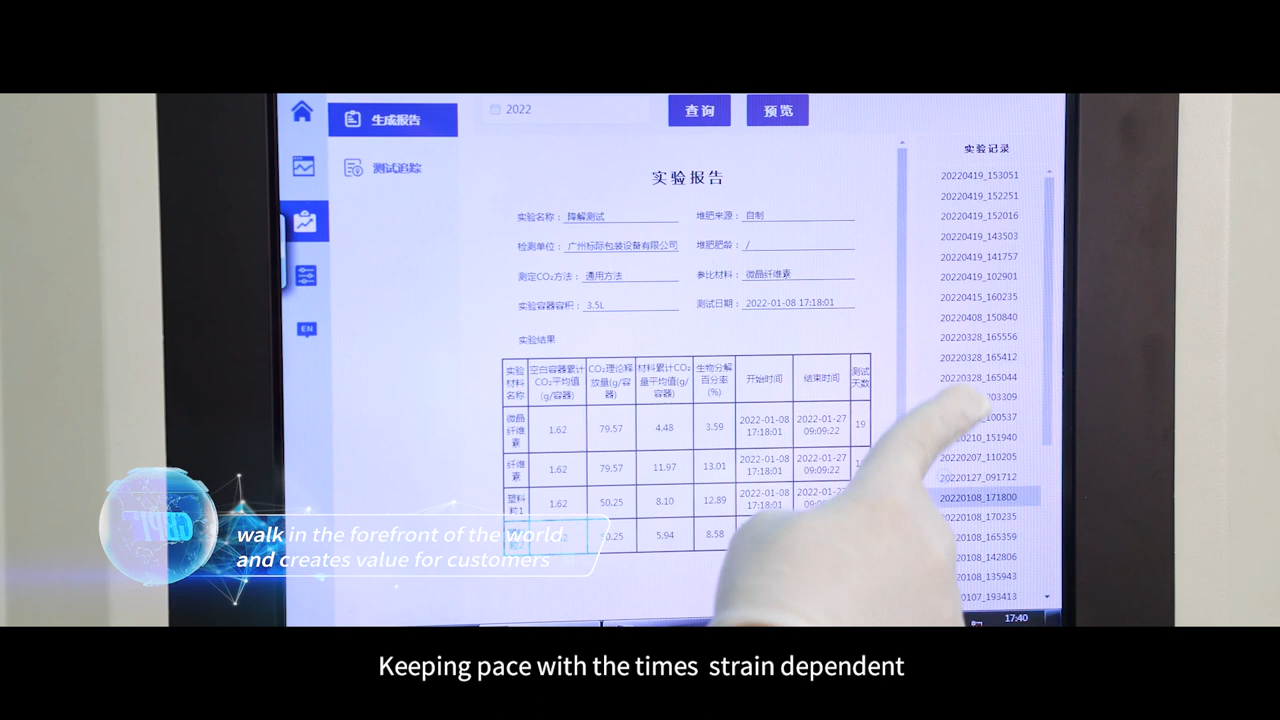 2022
查询
预览
生成报告
测试追踪
EN
实验报告
实验名称： 降解测试
堆肥来源： 自制
检测单位： 广州标际包装设备有限公司
堆肥肥龄： /
测定CO₂方法： 通用方法
参比材料： 微晶纤维素
实验容器容积： 3.5L
测试日期： 2022-01-08 17:18:01
实验结果
实验材料名称 空白容器累计CO₂平均值(g/容器) CO₂理论释放量(g/容器) 材料累计CO₂量平均值(g/容器) 生物分解百分率(%) 开始时间 结束时间 测试天数
微晶纤维素 1.62 79.57 4.48 3.59 2022-01-08 17:18:01 2022-01-27 09:09:22 19
纤维素 1.62 79.57 11.97 13.01 2022-01-08 17:18:01 2022-01-27 09:09:22
塑料粒1 1.62 50.25 8.10 12.89 2022-01-08 17:18:01
50.25 5.94 8.58
实验记录
20220419_153051
20220419_152251
20220419_152016
20220419_143503
20220419_141757
20220419_102901
20220415_160235
20220408_150840
20220328_165556
20220328_165412
20220328_165044
203309
100537
0210_151940
20220207_110205
20220127_091712
20220108_171800
20220108_170235
20220108_165359
20220108_142806
20108_135943
0107_193413
17:40
walk in the forefront of the world
and creates value for customers
Keeping pace with the times strain dependent